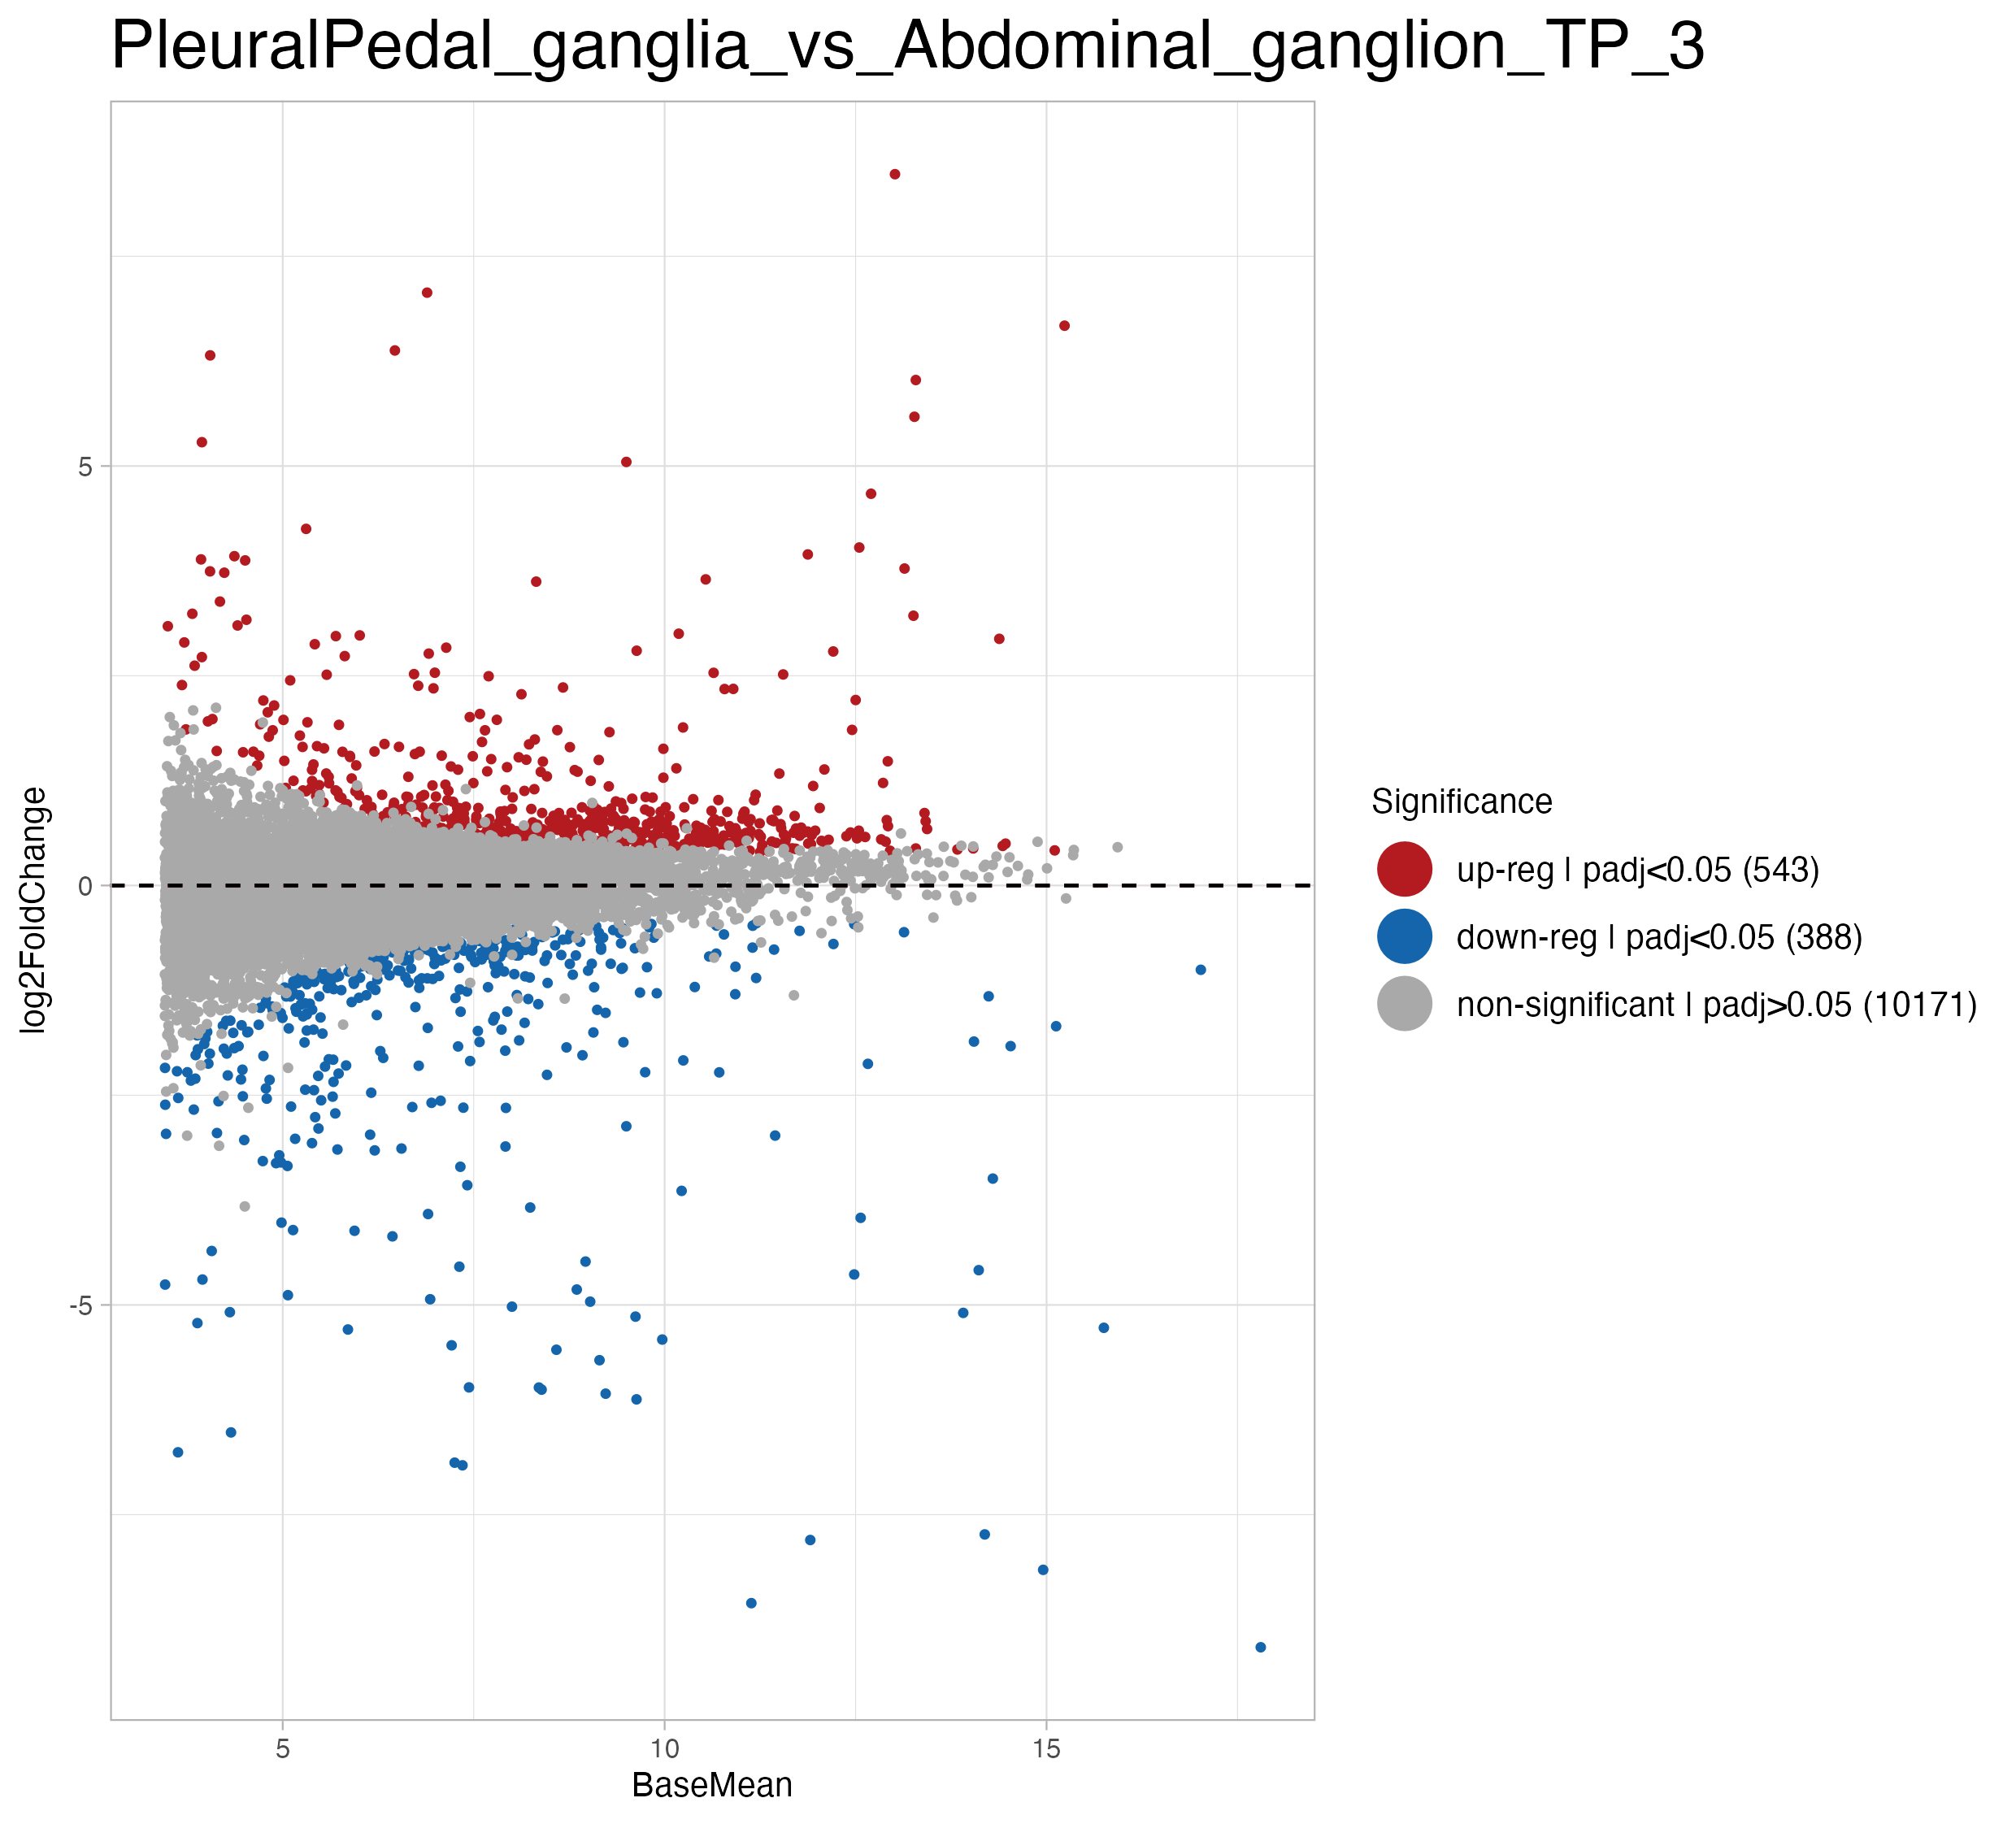 PleuralPedal_ganglia_vs_Abdominal_ganglion_TP_3
log2FoldChange
5
0
-5
5
10
15
BaseMean
Significance
up-reg | padj<0.05 (543)
down-reg | padj<0.05 (388)
non-significant | padj>0.05 (10171)